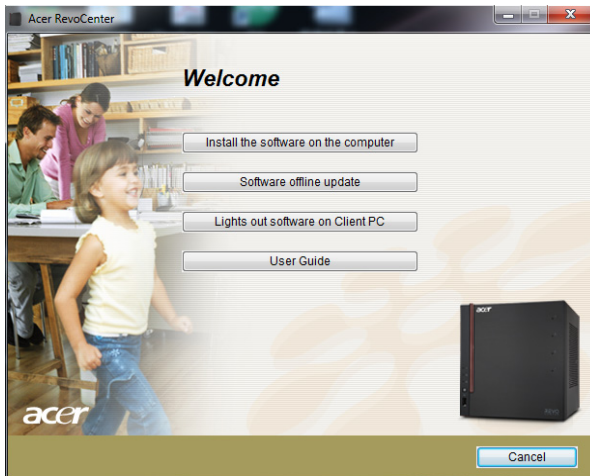 Acer RevoCenter
Welcome
Install the software on the computer
Software offline update
Lights out software on Client PC
User Guide
acer
REVO
acer
Cancel